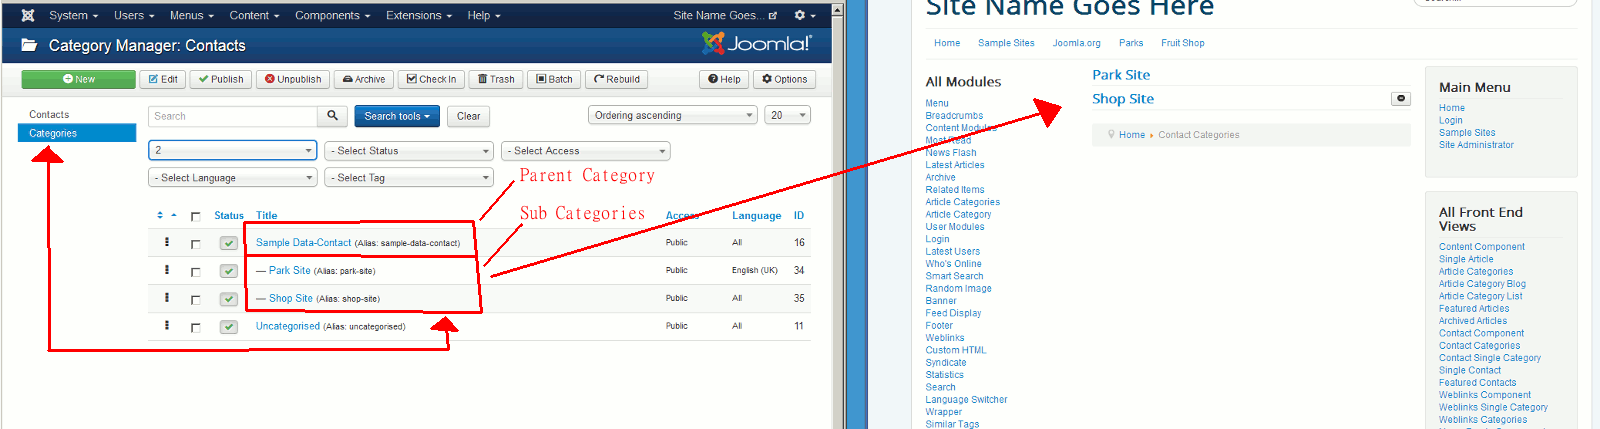 System Users Menus Content Components Extensions Help Site Name Goes...
Category Manager: Contacts Joomla!
New Edit Publish Unpublish Archive Check In Trash Batch Rebuild Help Options
Contacts
Categories
Search Search tools Clear Ordering ascending 20
2 - Select Status - Select Access
- Select Language - Select Tag
Parent Category
Sub Categories
Status Title Access Language ID
Sample Data-Contact (Alias: sample-data-contact) Public All 16
— Park Site (Alias: park-site) Public English (UK) 34
— Shop Site (Alias: shop-site) Public All 35
Uncategorised (Alias: uncategorised) Public All 11
Site Name Goes Here
Home Sample Sites Joomla.org Parks Fruit Shop
All Modules
Menu
Breadcrumbs
Content Modules
Most Read
News Flash
Latest Articles
Archive
Related Items
Article Categories
Article Category
User Modules
Login
Latest Users
Who's Online
Smart Search
Random Image
Banner
Feed Display
Footer
Weblinks
Custom HTML
Syndicate
Statistics
Search
Language Switcher
Wrapper
Similar Tags
Park Site
Shop Site
Home Contact Categories
Main Menu
Home
Login
Sample Sites
Site Administrator
All Front End
Views
Content Component
Single Article
Article Categories
Article Category Blog
Article Category List
Featured Articles
Archived Articles
Contact Component
Contact Categories
Contact Single Category
Single Contact
Featured Contacts
Weblinks Component
Weblinks Single Category
Weblinks Categories